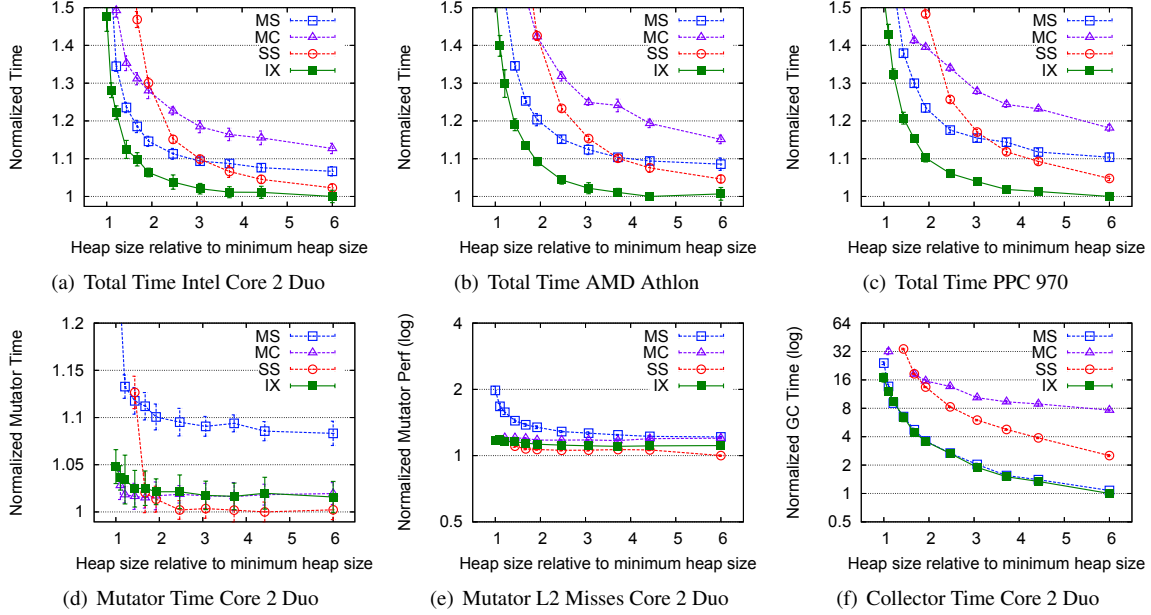 Normalized Time
1.5
1.4
1.3
1.2
1.1
1
MS
MC
SS
IX
1 2 3 4 5 6
Heap size relative to minimum heap size
(a) Total Time Intel Core 2 Duo
Normalized Time
1.5
1.4
1.3
1.2
1.1
1
MS
MC
SS
IX
1 2 3 4 5 6
Heap size relative to minimum heap size
(b) Total Time AMD Athlon
Normalized Time
1.5
1.4
1.3
1.2
1.1
1
MS
MC
SS
IX
1 2 3 4 5 6
Heap size relative to minimum heap size
(c) Total Time PPC 970
Normalized Mutator Time
1.2
1.15
1.1
1.05
1
MS
MC
SS
IX
1 2 3 4 5 6
Heap size relative to minimum heap size
(d) Mutator Time Core 2 Duo
Normalized Mutator Perf (log)
4
2
1
0.5
MS
MC
SS
IX
1 2 3 4 5 6
Heap size relative to minimum heap size
(e) Mutator L2 Misses Core 2 Duo
Normalized GC Time (log)
64
32
16
8
4
2
1
0.5
MS
MC
SS
IX
1 2 3 4 5 6
Heap size relative to minimum heap size
(f) Collector Time Core 2 Duo